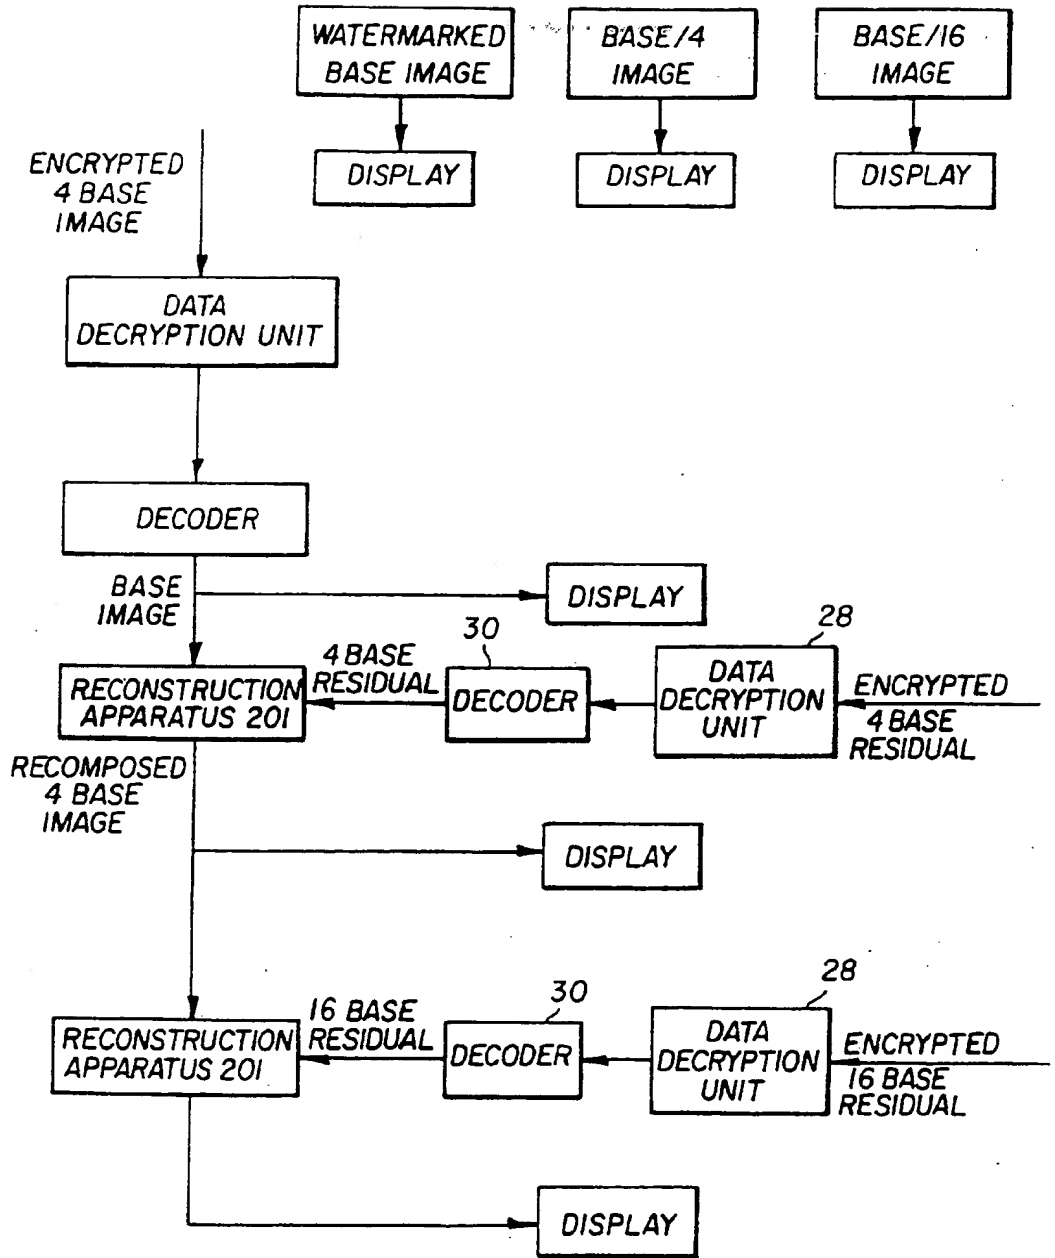 WATERMARKED
BASE IMAGE
BASE/4
IMAGE
BASE/16
IMAGE
DISPLAY
DISPLAY
DISPLAY
ENCRYPTED
4 BASE
IMAGE
DATA
DECRYPTION UNIT
DECODER
BASE
IMAGE
DISPLAY
RECONSTRUCTION
APPARATUS 201
4 BASE
RESIDUAL
30
DECODER
28
DATA
DECRYPTION
UNIT
ENCRYPTED
4 BASE
RESIDUAL
RECOMPOSED
4 BASE
IMAGE
DISPLAY
RECONSTRUCTION
APPARATUS 201
16 BASE
RESIDUAL
30
DECODER
28
DATA
DECRYPTION
UNIT
ENCRYPTED
16 BASE
RESIDUAL
DISPLAY